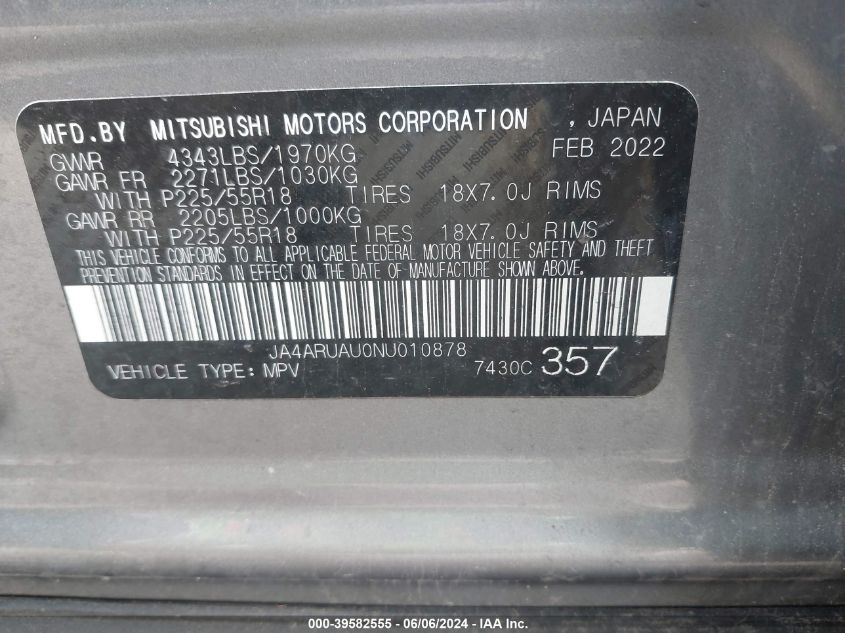 MFD.BY MITSUBISHI MOTORS CORPORATION , JAPAN
GVWR 4343LBS/1970KG FEB 2022
GAWR FR 2271LBS/1030KG
WITH P225/55R18 TIRES 18X7.0J RIMS
GAWR RR 2205LBS/1000KG
WITH P225/55R18 TIRES 18X7.0J RIMS
THIS VEHICLE CONFORMS TO ALL APPLICABLE FEDERAL MOTOR VEHICLE SAFETY AND THEFT
PREVENTION STANDARDS IN EFFECT ON THE DATE OF MANUFACTURE SHOWN ABOVE.
JA4ARUAU0NU010878
VEHICLE TYPE: MPV 7430C 357
000-39582555 - 06/06/2024 - IAA, Inc.